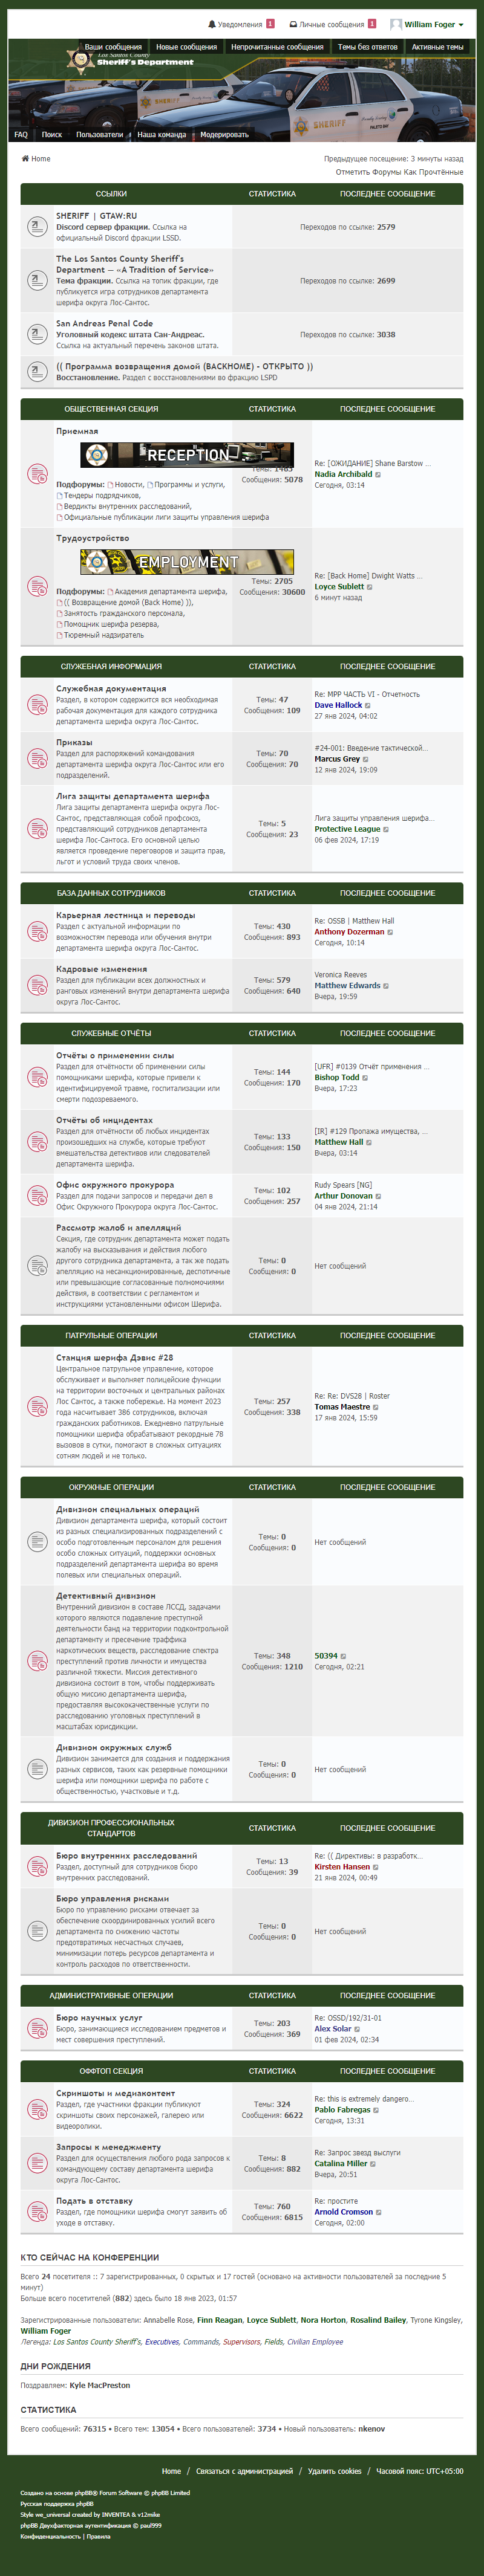 Уведомления 1 Личные сообщения 1 William Foger
Ваши сообщения Новые сообщения Непрочитанные сообщения Темы без ответов Активные темы
Los Santos County
Sheriff's Department
FAQ Поиск Пользователи Наша команда Модерировать
Home
Предыдущее посещение: 3 минуты назад
Отметить Форумы Как Прочтённые
ССЫЛКИ СТАТИСТИКА ПОСЛЕДНЕЕ СООБЩЕНИЕ
SHERIFF | GTAW:RU
Discord сервер фракции. Ссылка на
официальный Discord фракции LSSD.
Переходов по ссылке: 2579
The Los Santos County Sheriff's
Department — «A Tradition of Service»
Тема фракции. Ссылка на топик фракции, где
публикуется игра сотрудников департамента
шерифа округа Лос-Сантос.
Переходов по ссылке: 2699
San Andreas Penal Code
Уголовный кодекс штата Сан-Андреас.
Ссылка на актуальный перечень законов штата.
Переходов по ссылке: 3038
(( Программа возвращения домой (BACKHOME) - ОТКРЫТО ))
Восстановление. Раздел с восстановлениями во фракцию LSPD
ОБЩЕСТВЕННАЯ СЕКЦИЯ СТАТИСТИКА ПОСЛЕДНЕЕ СООБЩЕНИЕ
Приемная
RECEPTION
Подфорумы: Новости, Программы и услуги,
Тендеры подрядчиков,
Вердикты внутренних расследований,
Официальные публикации лиги защиты управления шерифа
Темы: 1463
Сообщения: 5078
Re: [ОЖИДАНИЕ] Shane Barstow …
Nadia Archibald
Сегодня, 03:14
Трудоустройство
EMPLOYMENT
Подфорумы: Академия департамента шерифа,
(( Возвращение домой (Back Home) )),
Занятость гражданского персонала,
Помощник шерифа резерва,
Тюремный надзиратель
Темы: 2705
Сообщения: 30600
Re: [Back Home] Dwight Watts …
Loyce Sublett
6 минут назад
СЛУЖЕБНАЯ ИНФОРМАЦИЯ СТАТИСТИКА ПОСЛЕДНЕЕ СООБЩЕНИЕ
Служебная документация
Раздел, в котором содержится вся необходимая
рабочая документация для каждого сотрудника
департамента шерифа округа Лос-Сантос.
Темы: 47
Сообщения: 109
Re: MPP ЧАСТЬ VI - Отчетность
Dave Hallock
27 янв 2024, 04:02
Приказы
Раздел для распоряжений командования
департамента шерифа округа Лос-Сантос или его
подразделений.
Темы: 70
Сообщения: 70
#24-001: Введение тактической…
Marcus Grey
12 янв 2024, 19:09
Лига защиты департамента шерифа
Лига защиты департамента шерифа округа Лос-
Сантос, представляющая собой профсоюз,
представляющий сотрудников департамента
шерифа Лос-Сантоса. Его основной целью
является проведение переговоров и защита прав,
льгот и условий труда своих членов.
Темы: 5
Сообщения: 23
Лига защиты управления шерифа…
Protective League
06 фев 2024, 17:19
БАЗА ДАННЫХ СОТРУДНИКОВ СТАТИСТИКА ПОСЛЕДНЕЕ СООБЩЕНИЕ
Карьерная лестница и переводы
Раздел с актуальной информации по
возможностям перевода или обучения внутри
департамента шерифа округа Лос-Сантос.
Темы: 430
Сообщения: 893
Re: OSSB | Matthew Hall
Anthony Dozerman
Сегодня, 10:14
Кадровые изменения
Раздел для публикации всех должностных и
ранговых изменений внутри департамента шерифа
округа Лос-Сантос.
Темы: 579
Сообщения: 640
Veronica Reeves
Matthew Edwards
Вчера, 19:59
СЛУЖЕБНЫЕ ОТЧЁТЫ СТАТИСТИКА ПОСЛЕДНЕЕ СООБЩЕНИЕ
Отчёты о применении силы
Раздел для отчётности об применении силы
помощниками шерифа, которые привели к
идентифицируемой травме, госпитализации или
смерти подозреваемого.
Темы: 144
Сообщения: 170
[UFR] #0139 Отчёт применения …
Bishop Todd
Вчера, 17:23
Отчёты об инцидентах
Раздел для отчётности об любых инцидентах
произошедших на службе, которые требуют
вмешательства детективов или следователей
департамента шерифа.
Темы: 133
Сообщения: 150
[IR] #129 Пропажа имущества, …
Matthew Hall
Вчера, 03:14
Офис окружного прокурора
Раздел для подачи запросов и передачи дел в
Офис Окружного Прокурора округа Лос-Сантос.
Темы: 102
Сообщения: 257
Rudy Spears [NG]
Arthur Donovan
04 янв 2024, 21:14
Рассмотр жалоб и апелляций
Секция, где сотрудник департамента может подать
жалобу на высказывания и действия любого
другого сотрудника департамента, а так же подать
апелляцию на несанкционированные, деспотичные
или превышающие согласованные полномочиями
действия, в соответствии с регламентом и
инструкциями установленными офисом Шерифа.
Темы: 0
Сообщения: 0
Нет сообщений
ПАТРУЛЬНЫЕ ОПЕРАЦИИ СТАТИСТИКА ПОСЛЕДНЕЕ СООБЩЕНИЕ
Станция шерифа Дэвис #28
Центральное патрульное управление, которое
обслуживает и выполняет полицейские функции
на территории восточных и центральных районах
Лос Сантос, а также побережье. На момент 2023
года насчитывает 386 сотрудников, включая
гражданских работников. Ежедневно патрульные
помощники шерифа обрабатывают рекордные 78
вызовов в сутки, помогают в сложных ситуациях
сотням людей и не только.
Темы: 257
Сообщения: 338
Re: Re: DVS28 | Roster
Tomas Maestre
17 янв 2024, 15:59
ОКРУЖНЫЕ ОПЕРАЦИИ СТАТИСТИКА ПОСЛЕДНЕЕ СООБЩЕНИЕ
Дивизион специальных операций
Дивизион департамента шерифа, который состоит
из разных специализированных подразделений с
особо подготовленным персоналом для решения
особо сложных ситуаций, поддержки основных
подразделений департамента шерифа во время
полевых или специальных операций.
Темы: 0
Сообщения: 0
Нет сообщений
Детективный дивизион
Внутренний дивизион в составе ЛССД, задачами
которого являются подавление преступной
деятельности банд на территории подконтрольной
департаменту и пресечение траффика
наркотических веществ, расследование спектра
преступлений против личности и имущества
различной тяжести. Миссия детективного
дивизиона состоит в том, чтобы поддерживать
общую миссию департамента шерифа,
предоставляя высококачественные услуги по
расследованию уголовных преступлений в
масштабах юрисдикции.
Темы: 348
Сообщения: 1210
50394
Сегодня, 02:21
Дивизион окружных служб
Дивизион занимается для создания и поддержания
разных сервисов, таких как резервные помощники
шерифа или помощники шерифа по работе с
общественностью, участковые и т.д.
Темы: 0
Сообщения: 0
Нет сообщений
ДИВИЗИОН ПРОФЕССИОНАЛЬНЫХ
СТАНДАРТОВ СТАТИСТИКА ПОСЛЕДНЕЕ СООБЩЕНИЕ
Бюро внутренних расследований
Раздел, доступный для сотрудников бюро
внутренних расследований.
Темы: 13
Сообщения: 39
Re: (( Директивы: в разработк…
Kirsten Hansen
21 янв 2024, 00:49
Бюро управления рисками
Бюро по управлению рисками отвечает за
обеспечение скоординированных усилий всего
департамента по снижению частоты
предотвратимых несчастных случаев,
минимизации потерь ресурсов департамента и
контроль расходов по ответственности.
Темы: 0
Сообщения: 0
Нет сообщений
АДМИНИСТРАТИВНЫЕ ОПЕРАЦИИ СТАТИСТИКА ПОСЛЕДНЕЕ СООБЩЕНИЕ
Бюро научных услуг
Бюро, занимающиеся исследованием предметов и
мест совершения преступлений.
Темы: 203
Сообщения: 369
Re: OSSD/192/31-01
Alex Solar
01 фев 2024, 02:34
ОФФТОП СЕКЦИЯ СТАТИСТИКА ПОСЛЕДНЕЕ СООБЩЕНИЕ
Скриншоты и медиаконтент
Раздел, где участники фракции публикуют
скриншоты своих персонажей, галерею или
видеоролики.
Темы: 324
Сообщения: 6622
Re: this is extremely dangero…
Pablo Fabregas
Сегодня, 13:31
Запросы к менеджменту
Раздел для осуществления любого рода запросов к
командующему составу департамента шерифа
округа Лос-Сантос.
Темы: 8
Сообщения: 882
Re: Запрос звезд выслуги
Catalina Miller
Вчера, 20:51
Подать в отставку
Раздел, где помощники шерифа смогут заявить об
уходе в отставку.
Темы: 760
Сообщения: 6815
Re: простите
Arnold Cromson
Сегодня, 02:00
КТО СЕЙЧАС НА КОНФЕРЕНЦИИ
Всего 24 посетителя :: 7 зарегистрированных, 0 скрытых и 17 гостей (основано на активности пользователей за последние 5
минут)
Больше всего посетителей (882) здесь было 18 янв 2023, 01:57
Зарегистрированные пользователи: Annabelle Rose, Finn Reagan, Loyce Sublett, Nora Horton, Rosalind Bailey, Tyrone Kingsley,
William Foger
Легенда: Los Santos County Sheriff's, Executives, Commands, Supervisors, Fields, Civilian Employee
ДНИ РОЖДЕНИЯ
Поздравляем: Kyle MacPreston
СТАТИСТИКА
Всего сообщений: 76315 • Всего тем: 13054 • Всего пользователей: 3734 • Новый пользователь: nkenov
Home / Связаться с администрацией / Удалить cookies / Часовой пояс: UTC+05:00
Создано на основе phpBB® Forum Software © phpBB Limited
Русская поддержка phpBB
Style we_universal created by INVENTEA & v12mike
phpBB Двухфакторная аутентификация © paul999
Конфиденциальность | Правила